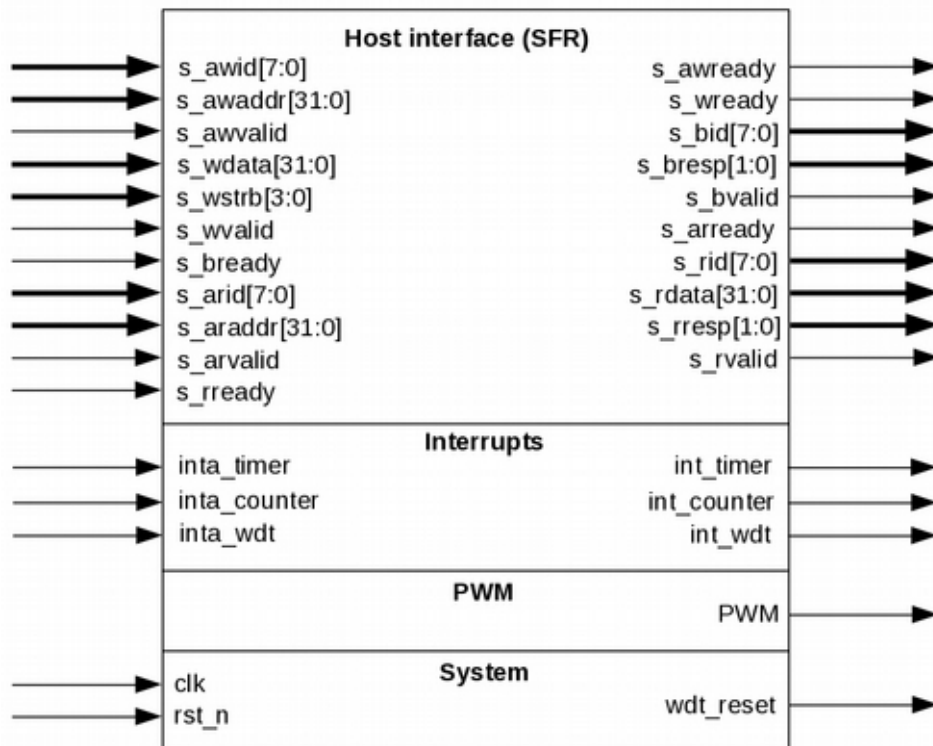 Host interface (SFR)
s_awid[7:0]
s_awaddr[31:0]
s_awvalid
s_wdata[31:0]
s_wstrb[3:0]
s_wvalid
s_bready
s_arid[7:0]
s_araddr[31:0]
s_arvalid
s_rready
s_awready
s_wready
s_bid[7:0]
s_bresp[1:0]
s_bvalid
s_arready
s_rid[7:0]
s_rdata[31:0]
s_rresp[1:0]
s_rvalid
Interrupts
inta_timer
inta_counter
inta_wdt
int_timer
int_counter
int_wdt
PWM
PWM
System
clk
rst_n
wdt_reset